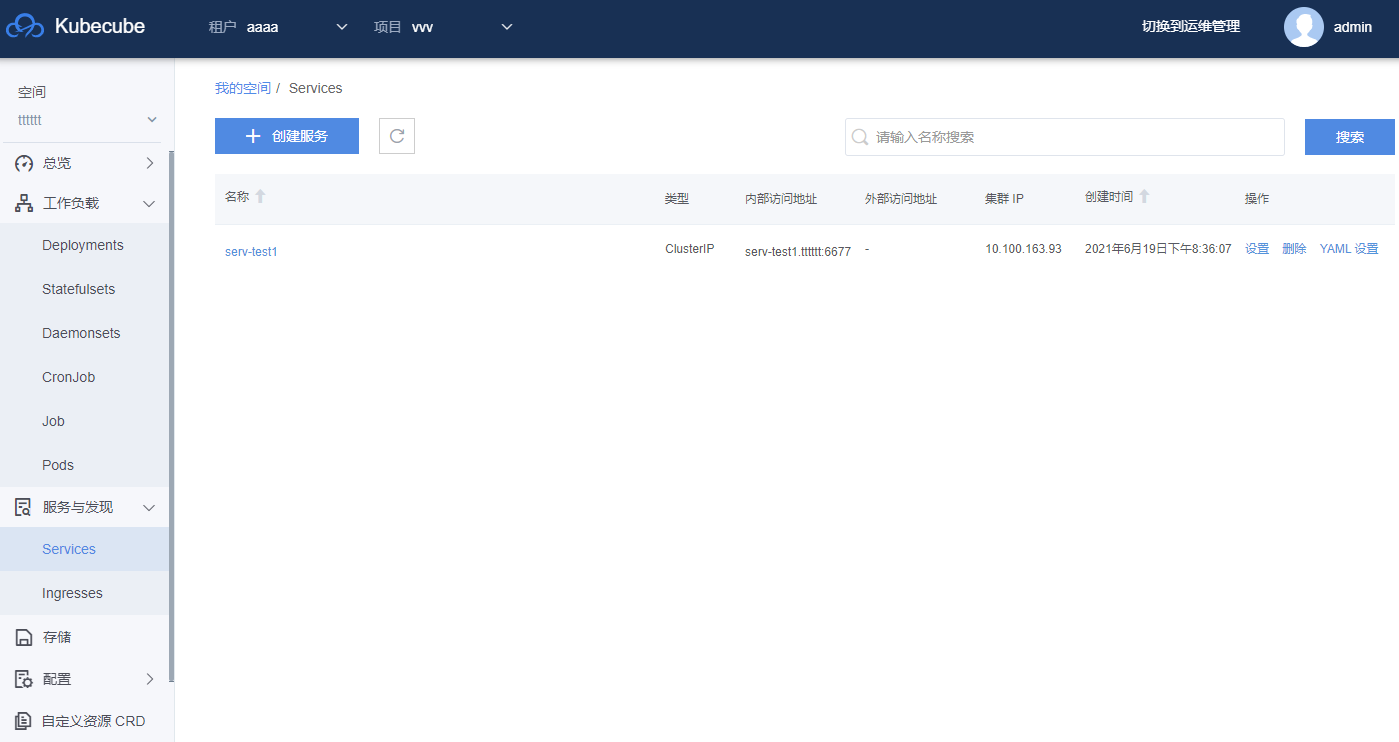 Kubecube 租户 aaaa 项目 vvv 切换到运维管理 admin
空间
tttttt
总览
工作负载
Deployments
Statefulsets
Daemonsets
CronJob
Job
Pods
服务与发现
Services
Ingresses
存储
配置
自定义资源 CRD
我的空间 / Services
创建服务 请输入名称搜索 搜索
名称 类型 内部访问地址 外部访问地址 集群 IP 创建时间 操作
serv-test1 ClusterIP serv-test1.tttttt:6677 - 10.100.163.93 2021年6月19日下午8:36:07 设置 删除 YAML 设置